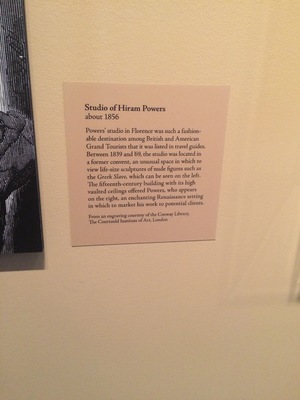 Studio of Hiram Powers
about 1856
Powers' studio in Florence was such a fashion-
able destination among British and American
Grand Tourists that it was listed in travel guides.
Between 1839 and 69, the studio was located in
a former convent, an unusual space in which to
view life-size sculptures of nude figures such as
the Greek Slave, which can be seen on the left.
The fifteenth-century building with its high
vaulted ceilings offered Powers, who appears
on the right, an enchanting Renaissance setting
in which to market his work to potential clients.
From an engraving courtesy of the Conway Library,
The Courtauld Institute of Art, London